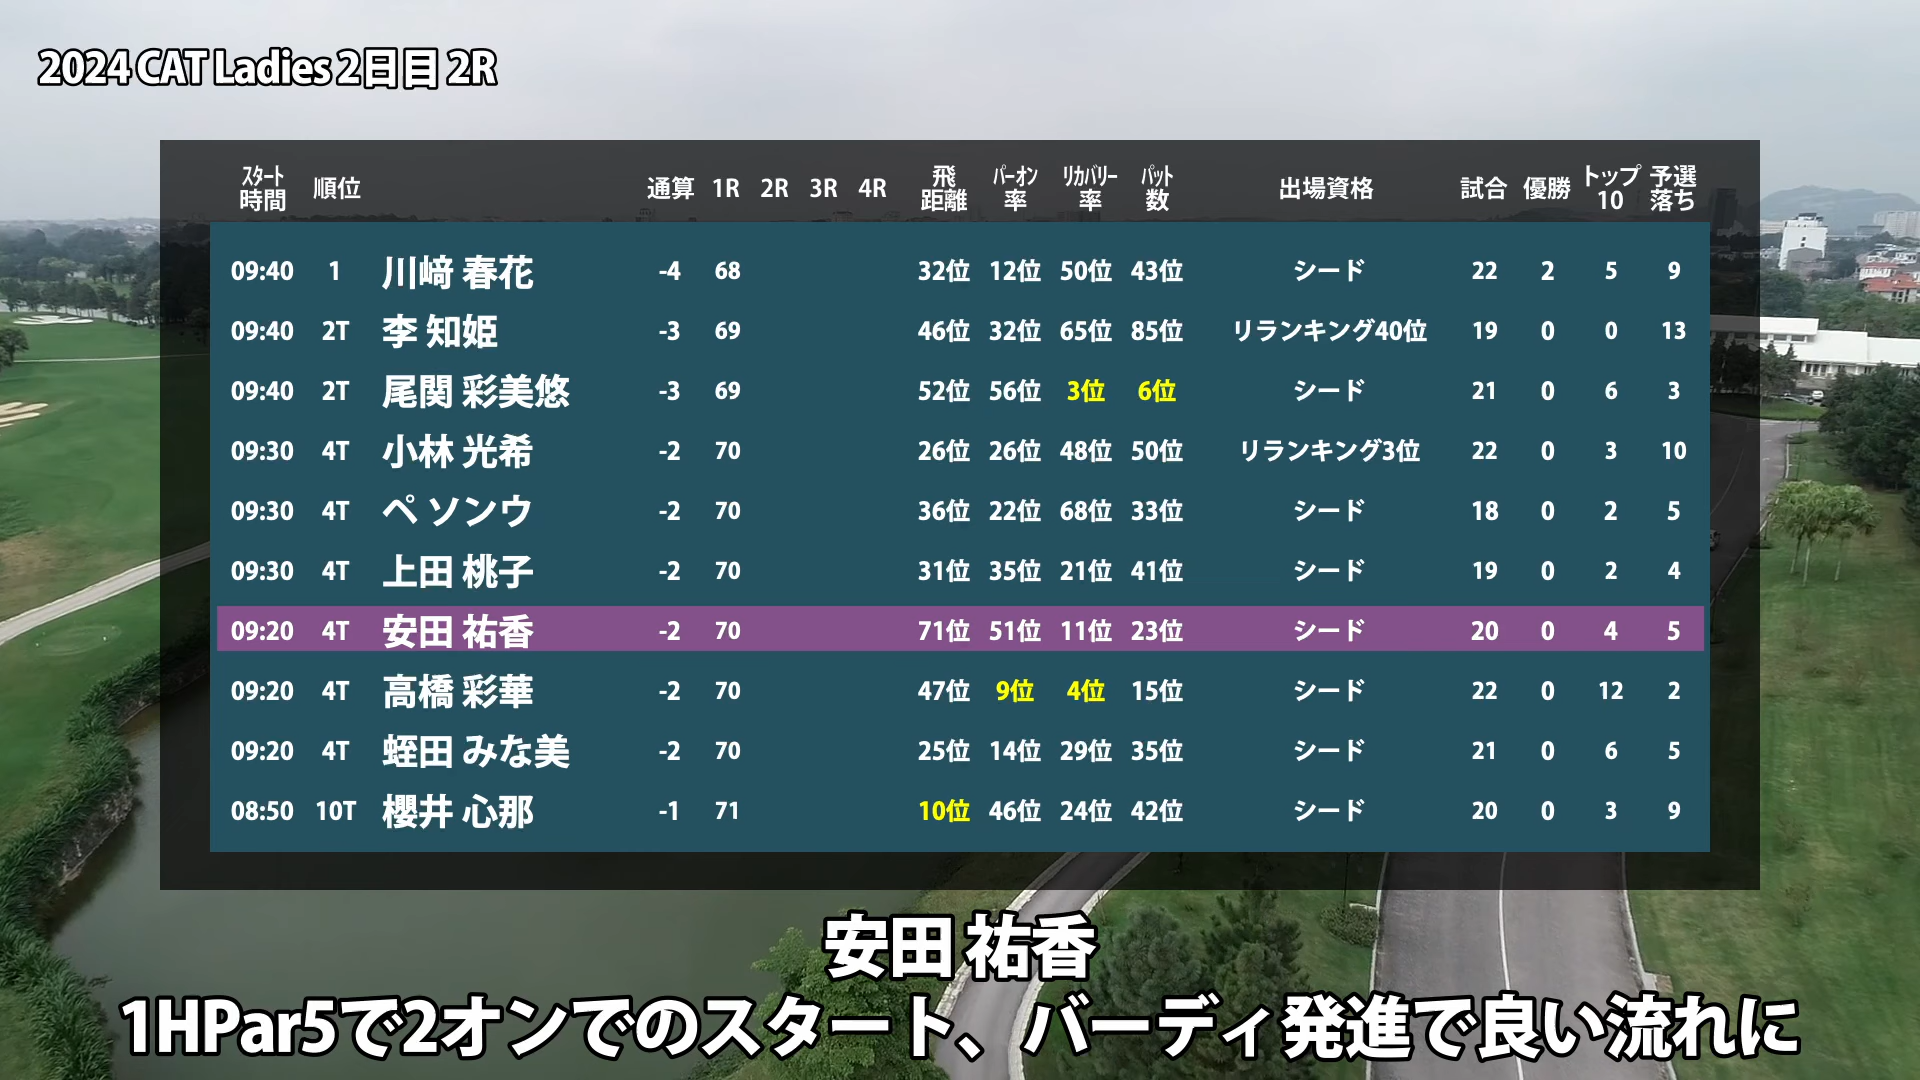 2024 CAT Ladies 2日目 2R
ｽﾀｰﾄ時間 順位 通算 1R 2R 3R 4R 飛距離 ﾊﾟｰｵﾝ率 ﾘｶﾊﾞﾘｰ率 ﾊﾟｯﾄ数 出場資格 試合 優勝 トップ10 予選落ち
09:40 1 川﨑 春花 -4 68 32位 12位 50位 43位 シード 22 2 5 9
09:40 2T 李 知姫 -3 69 46位 32位 65位 85位 リランキング40位 19 0 0 13
09:40 2T 尾関 彩美悠 -3 69 52位 56位 3位 6位 シード 21 0 6 3
09:30 4T 小林 光希 -2 70 26位 26位 48位 50位 リランキング3位 22 0 3 10
09:30 4T ペ ソンウ -2 70 36位 22位 68位 33位 シード 18 0 2 5
09:30 4T 上田 桃子 -2 70 31位 35位 21位 41位 シード 19 0 2 4
09:20 4T 安田 祐香 -2 70 71位 51位 11位 23位 シード 20 0 4 5
09:20 4T 高橋 彩華 -2 70 47位 9位 4位 15位 シード 22 0 12 2
09:20 4T 蛭田 みな美 -2 70 25位 14位 29位 35位 シード 21 0 6 5
08:50 10T 櫻井 心那 -1 71 10位 46位 24位 42位 シード 20 0 3 9
安田 祐香
1HPar5で2オンでのスタート、バーディ発進で良い流れに